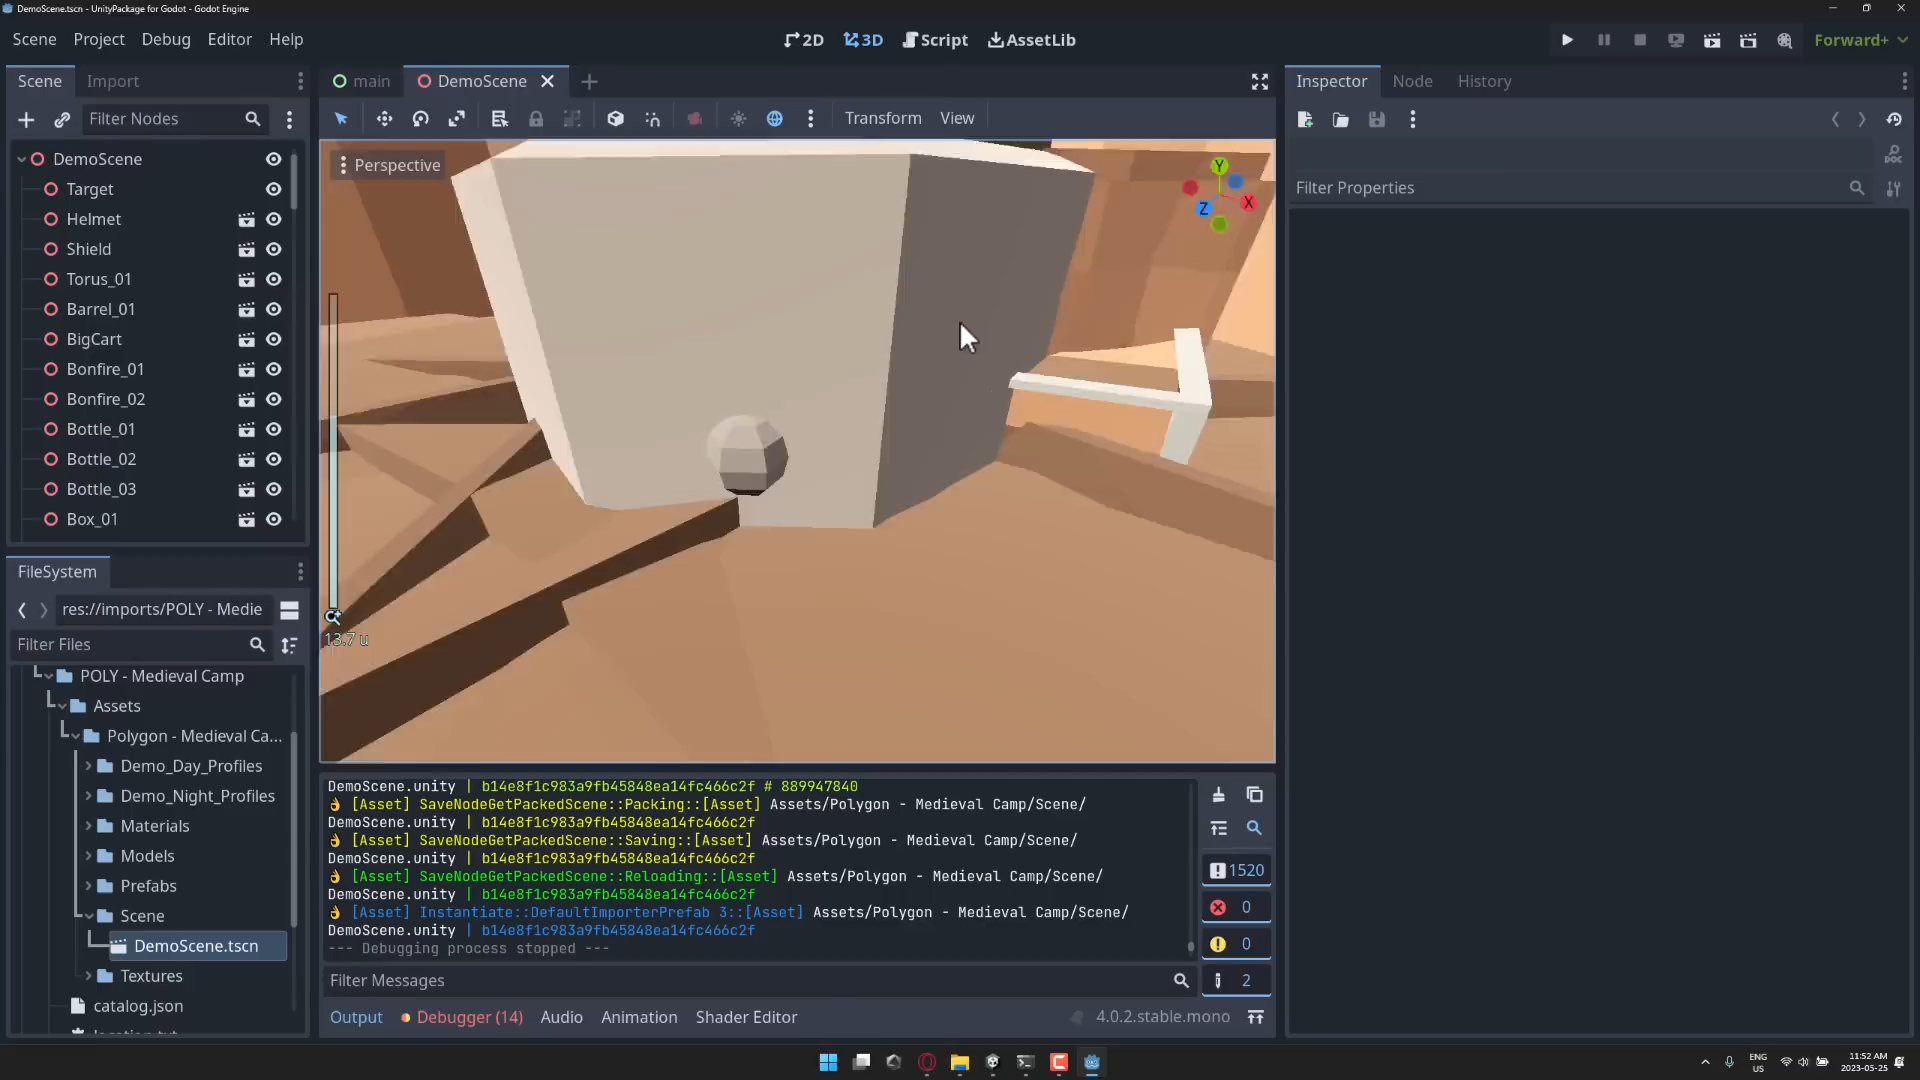 DemoScene.tscn - UnityPackage for Godot - Godot Engine
Scene Project Debug Editor Help
2D 3D Script AssetLib
Forward+
Scene Import
Filter Nodes
DemoScene
Target
Helmet
Shield
Torus_01
Barrel_01
BigCart
Bonfire_01
Bonfire_02
Bottle_01
Bottle_02
Bottle_03
Box_01
FileSystem
res://imports/POLY - Medie
Filter Files
POLY - Medieval Camp
Assets
Polygon - Medieval Ca...
Demo_Day_Profiles
Demo_Night_Profiles
Materials
Models
Prefabs
Scene
DemoScene.tscn
Textures
catalog.json
main DemoScene
Transform View
Perspective
Y
X
Z
13.7 u
DemoScene.unity | b14e8f1c983a9fb45848ea14fc466c2f # 889947840
[Asset] SaveNodeGetPackedScene::Packing::[Asset] Assets/Polygon - Medieval Camp/Scene/
DemoScene.unity | b14e8f1c983a9fb45848ea14fc466c2f
[Asset] SaveNodeGetPackedScene::Saving::[Asset] Assets/Polygon - Medieval Camp/Scene/
DemoScene.unity | b14e8f1c983a9fb45848ea14fc466c2f
[Asset] SaveNodeGetPackedScene::Reloading::[Asset] Assets/Polygon - Medieval Camp/Scene/
DemoScene.unity | b14e8f1c983a9fb45848ea14fc466c2f
[Asset] Instantiate::DefaultImporterPrefab 3::[Asset] Assets/Polygon - Medieval Camp/Scene/
DemoScene.unity | b14e8f1c983a9fb45848ea14fc466c2f
--- Debugging process stopped ---
1520
0
0
2
Filter Messages
Output Debugger (14) Audio Animation Shader Editor
4.0.2.stable.mono
Inspector Node History
DOC
Filter Properties
ENG
US
11:52 AM
2023-05-25